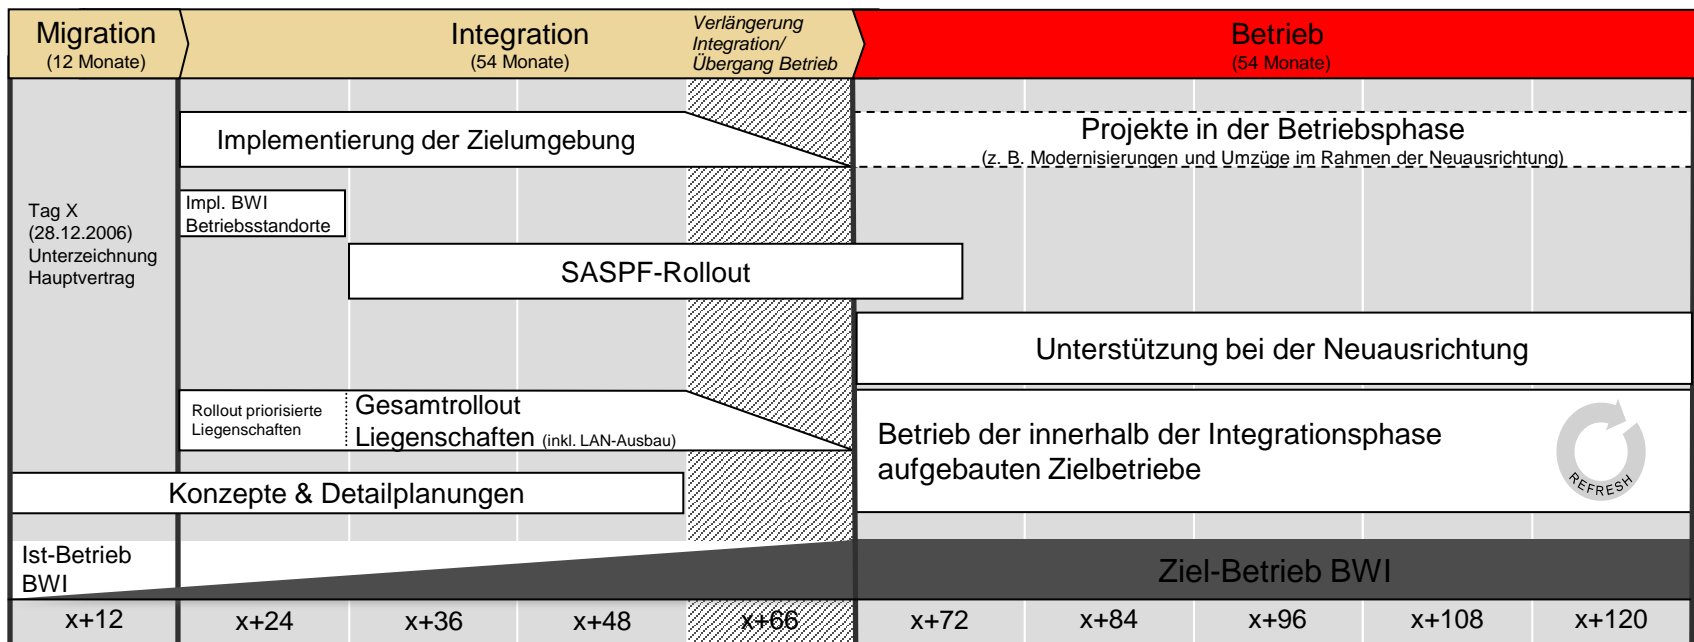 Migration
(12 Monate)
Integration
(54 Monate)
Verlängerung
Integration/
Übergang Betrieb
Betrieb
(54 Monate)
Implementierung der Zielumgebung
Projekte in der Betriebsphase
(z. B. Modernisierungen und Umzüge im Rahmen der Neuausrichtung)
Tag X
(28.12.2006)
Unterzeichnung
Hauptvertrag
Impl. BWI
Betriebsstandorte
SASPF-Rollout
Unterstützung bei der Neuausrichtung
Rollout priorisierte
Liegenschaften
Gesamtrollout
Liegenschaften (inkl. LAN-Ausbau)
Betrieb der innerhalb der Integrationsphase
aufgebauten Zielbetriebe
REFRESH
Konzepte & Detailplanungen
Ist-Betrieb
BWI
Ziel-Betrieb BWI
x+12 x+24 x+36 x+48 x+66 x+72 x+84 x+96 x+108 x+120